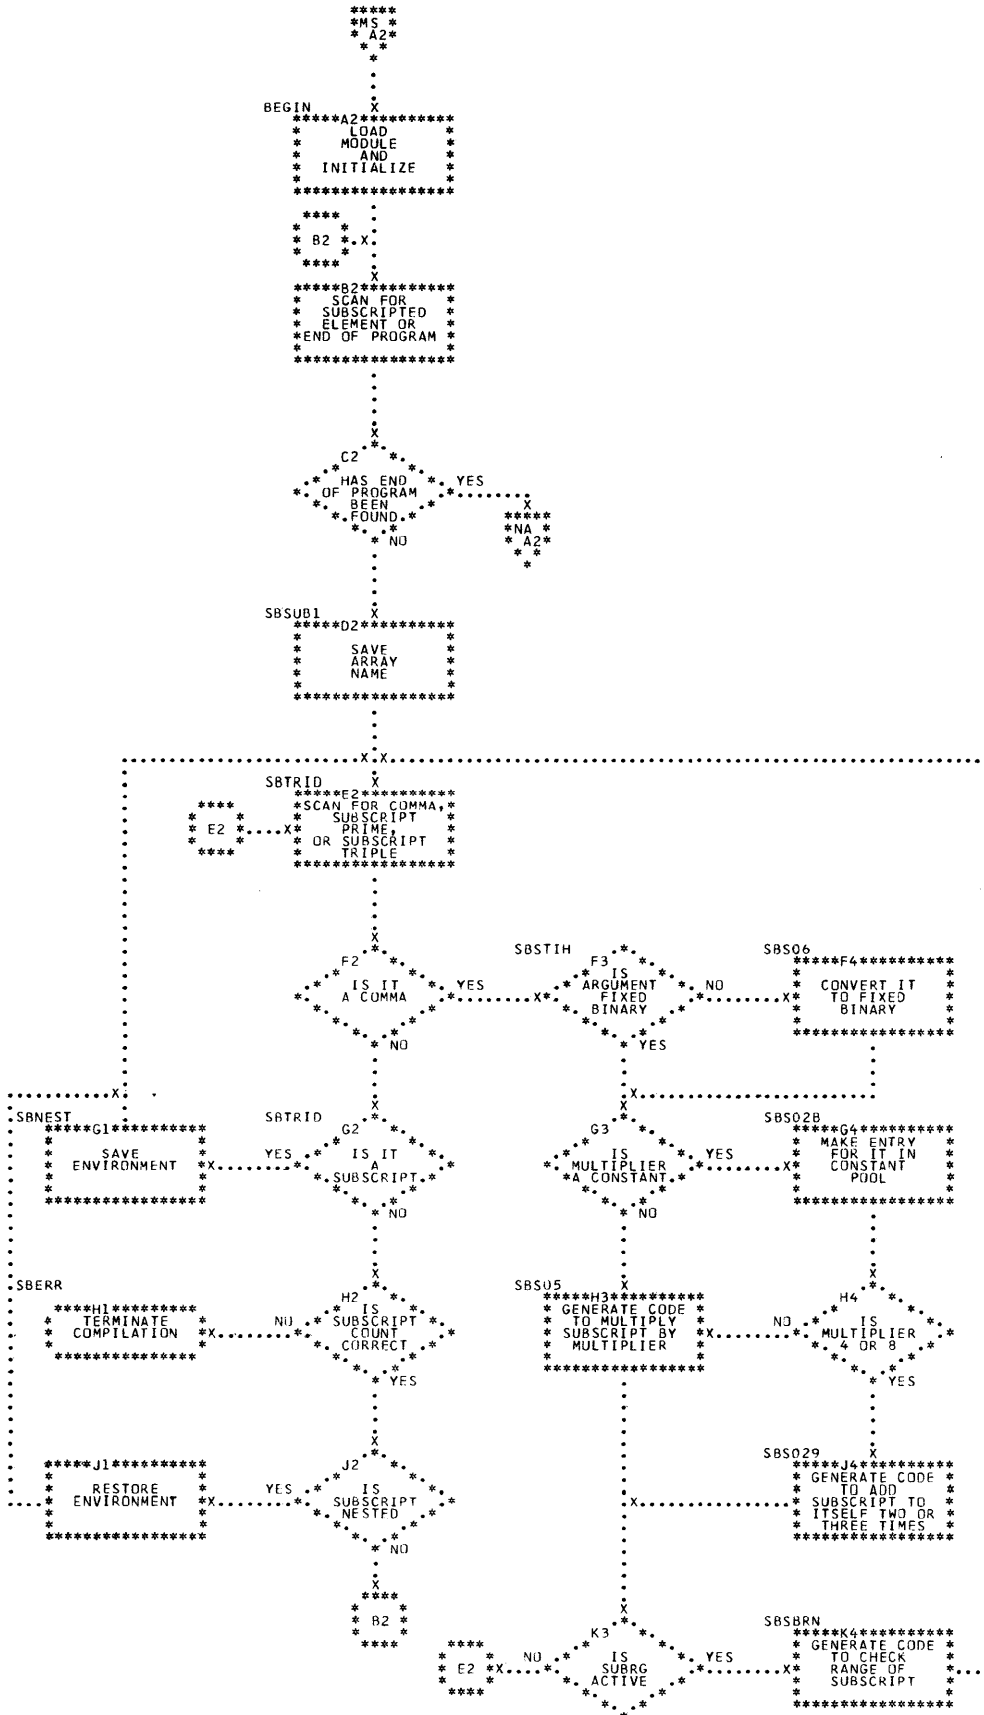 MS
A2
BEGIN
A2
LOAD
MODULE
AND
INITIALIZE
B2
B2
SCAN FOR
SUBSCRIPTED
ELEMENT OR
END OF PROGRAM
C2
HAS END
OF PROGRAM
BEEN
FOUND
YES
NA
A2
NO
SBSUB1
D2
SAVE
ARRAY
NAME
SBTRID
E2
SCAN FOR COMMA,
SUBSCRIPT
PRIME,
OR SUBSCRIPT
TRIPLE
E2
F2
IS IT
A COMMA
YES
NO
SBSTIH
F3
IS
ARGUMENT
FIXED
BINARY
NO
YES
SBS06
F4
CONVERT IT
TO FIXED
BINARY
SBNEST
G1
SAVE
ENVIRONMENT
SBTRID
YES
G2
IS IT
A
SUBSCRIPT
NO
G3
IS
MULTIPLIER
A CONSTANT
YES
NO
SBS02B
G4
MAKE ENTRY
FOR IT IN
CONSTANT
POOL
SBERR
H1
TERMINATE
COMPILATION
NO
H2
IS
SUBSCRIPT
COUNT
CORRECT
YES
SBS05
H3
GENERATE CODE
TO MULTIPLY
SUBSCRIPT BY
MULTIPLIER
NO
H4
IS
MULTIPLIER
4 OR 8
YES
J1
RESTORE
ENVIRONMENT
YES
J2
IS
SUBSCRIPT
NESTED
NO
SBS029
J4
GENERATE CODE
TO ADD
SUBSCRIPT TO
ITSELF TWO OR
THREE TIMES
B2
E2
NO
K3
IS
SUBRG
ACTIVE
YES
SBSBRN
K4
GENERATE CODE
TO CHECK
RANGE OF
SUBSCRIPT